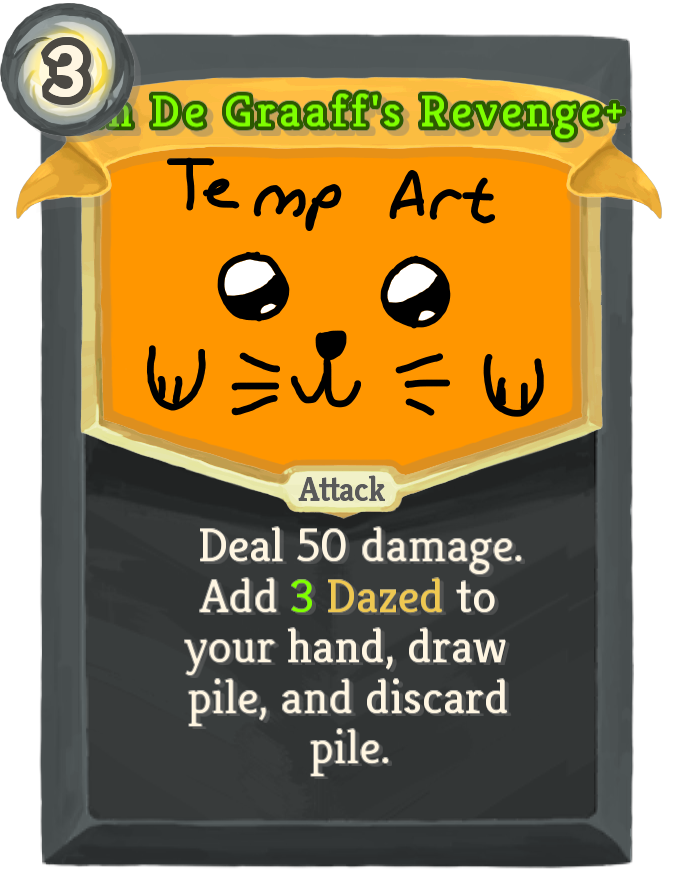 3
De Graaff's Revenge+
Temp Art
Attack
Deal 50 damage.
Add 3 Dazed to
your hand, draw
pile, and discard
pile.